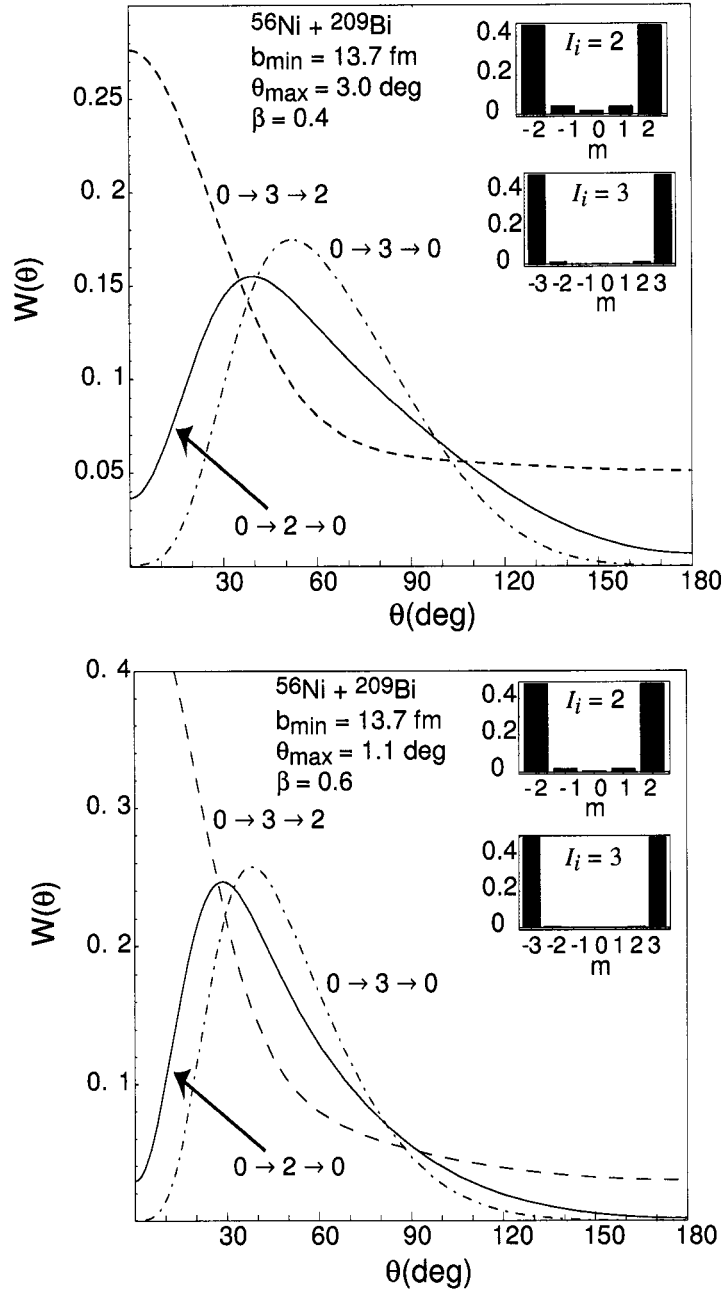 ⁵⁶Ni + ²⁰⁹Bi
b_min = 13.7 fm
θ_max = 3.0 deg
β = 0.4
0.4
0.2
0
I_i = 2
-2 -1 0 1 2
m
0.4
0.2
0
I_i = 3
-3 -2 -1 0 1 2 3
m
0 → 3 → 2
0 → 3 → 0
0 → 2 → 0
W(θ)
0.25
0. 2
0.15
0. 1
0.05
30 60 90 120 150 180
θ(deg)
⁵⁶Ni + ²⁰⁹Bi
b_min = 13.7 fm
θ_max = 1.1 deg
β = 0.6
0.4
0.2
0
I_i = 2
-2 -1 0 1 2
m
0.4
0.2
0
I_i = 3
-3 -2 -1 0 1 2 3
m
0 → 3 → 2
0 → 3 → 0
0 → 2 → 0
W(θ)
0. 4
0. 3
0. 2
0. 1
30 60 90 120 150 180
θ(deg)